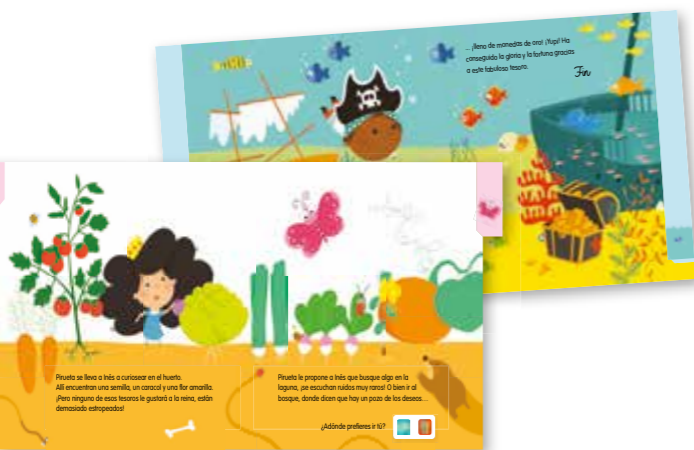 ... ¡llena de monedas de oro! ¡Yupi! Ha
conseguido la gloria y la fortuna gracias
a este fabuloso tesoro.
Fin
Pirueta se lleva a Inés a curiosear en el huerto.
Allí encuentran una semilla, un caracol y una flor amarilla.
¡Pero ninguno de esos tesoros le gustará a la reina, están
demasiado estropeados!
Pirueta le propone a Inés que busque algo en la
laguna, ¡se escuchan ruidos muy raros! O bien ir al
bosque, donde dicen que hay un pozo de los deseos...
¿Adónde prefieres ir tú?